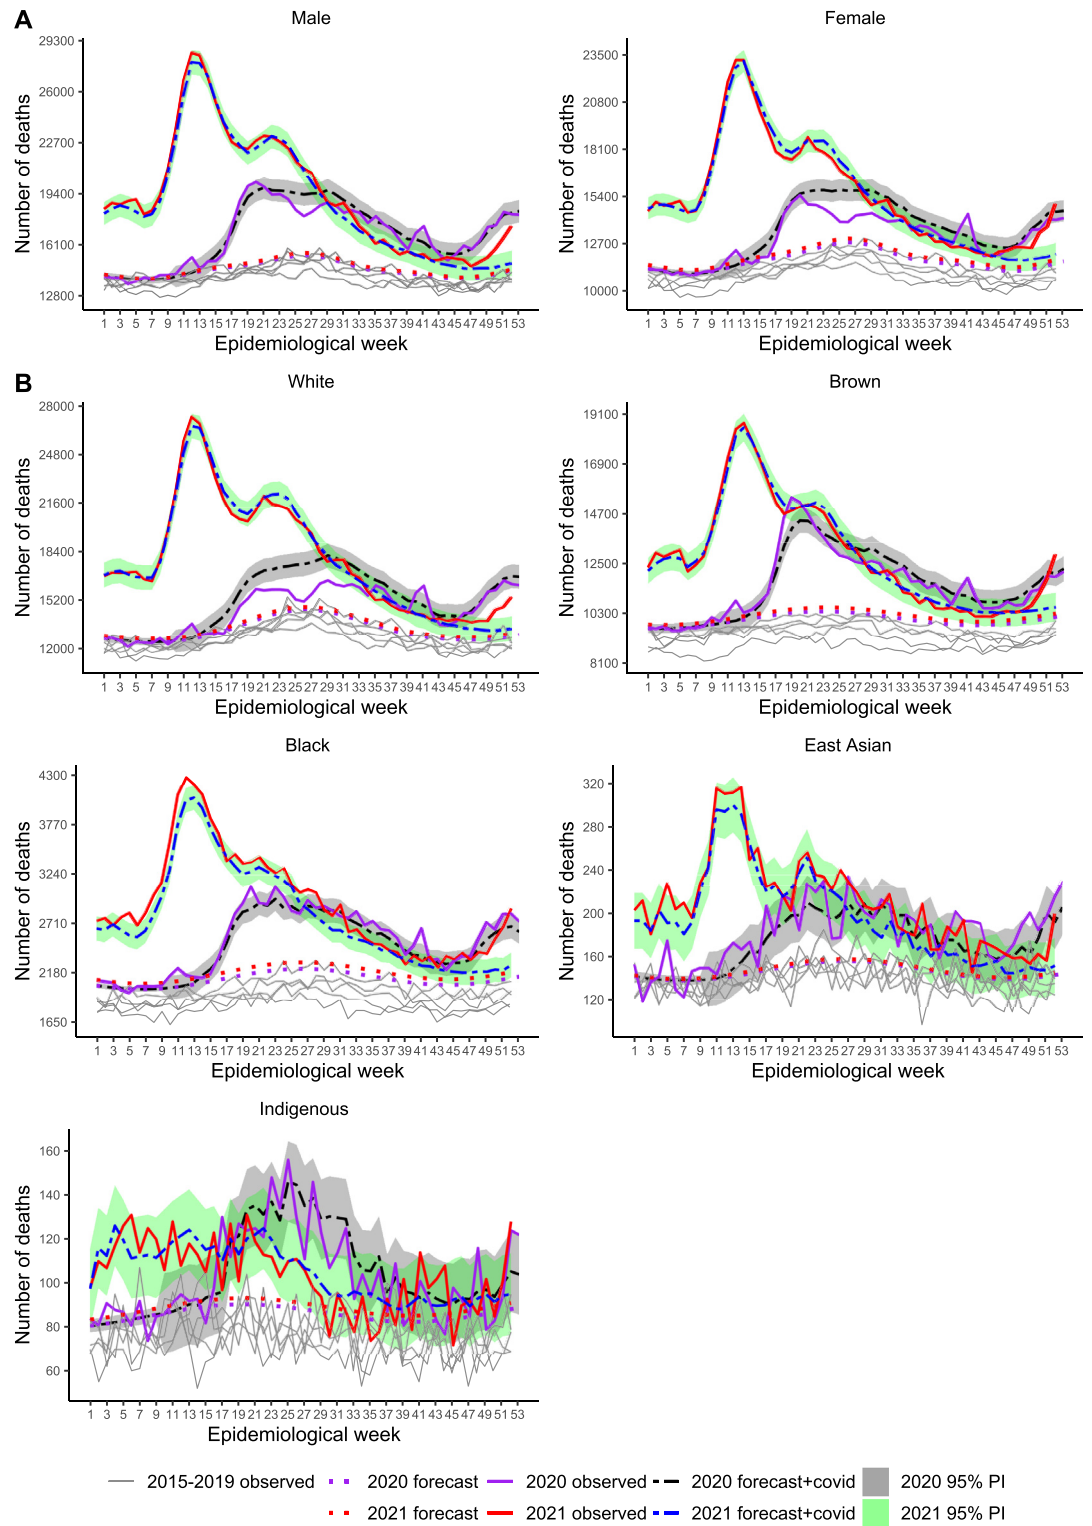 A
Male
Female
Number of deaths
29300
26000
22700
19400
16100
12800
1 3 5 7 9 11 13 15 17 19 21 23 25 27 29 31 33 35 37 39 41 43 45 47 49 51 53
Epidemiological week
Number of deaths
23500
20800
18100
15400
12700
10000
1 3 5 7 9 11 13 15 17 19 21 23 25 27 29 31 33 35 37 39 41 43 45 47 49 51 53
Epidemiological week
B
White
Brown
Number of deaths
28000
24800
21600
18400
15200
12000
1 3 5 7 9 11 13 15 17 19 21 23 25 27 29 31 33 35 37 39 41 43 45 47 49 51 53
Epidemiological week
Number of deaths
19100
16900
14700
12500
10300
8100
1 3 5 7 9 11 13 15 17 19 21 23 25 27 29 31 33 35 37 39 41 43 45 47 49 51 53
Epidemiological week
Black
East Asian
Number of deaths
4300
3770
3240
2710
2180
1650
1 3 5 7 9 11 13 15 17 19 21 23 25 27 29 31 33 35 37 39 41 43 45 47 49 51 53
Epidemiological week
Number of deaths
320
280
240
200
160
120
1 3 5 7 9 11 13 15 17 19 21 23 25 27 29 31 33 35 37 39 41 43 45 47 49 51 53
Epidemiological week
Indigenous
Number of deaths
160
140
120
100
80
60
1 3 5 7 9 11 13 15 17 19 21 23 25 27 29 31 33 35 37 39 41 43 45 47 49 51 53
Epidemiological week
2015-2019 observed 2020 forecast 2020 observed 2020 forecast+covid 2020 95% PI
2021 forecast 2021 observed 2021 forecast+covid 2021 95% PI